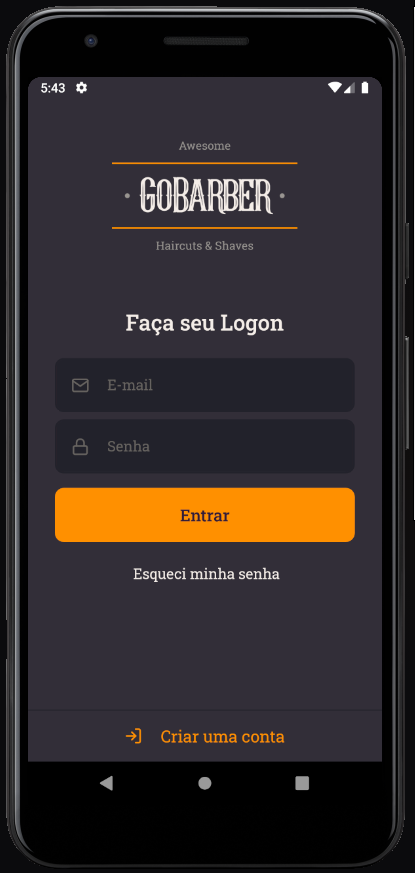 5:43
Awesome
· GOBARBER ·
Haircuts & Shaves
Faça seu Logon
E-mail
Senha
Entrar
Esqueci minha senha
Criar uma conta